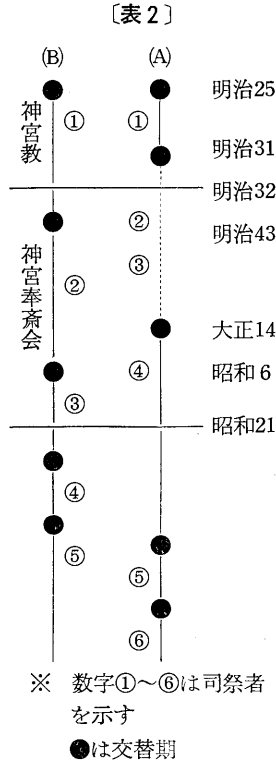 〔表2〕
(B) (A)
明治25
神宮教 ① ①
明治31
明治32
②
明治43
神宮奉斎会 ② ③
大正14
④ 昭和6
③
昭和21
④
⑤ ⑤
⑥
※ 数字①〜⑥は司祭者
を示す
●は交替期